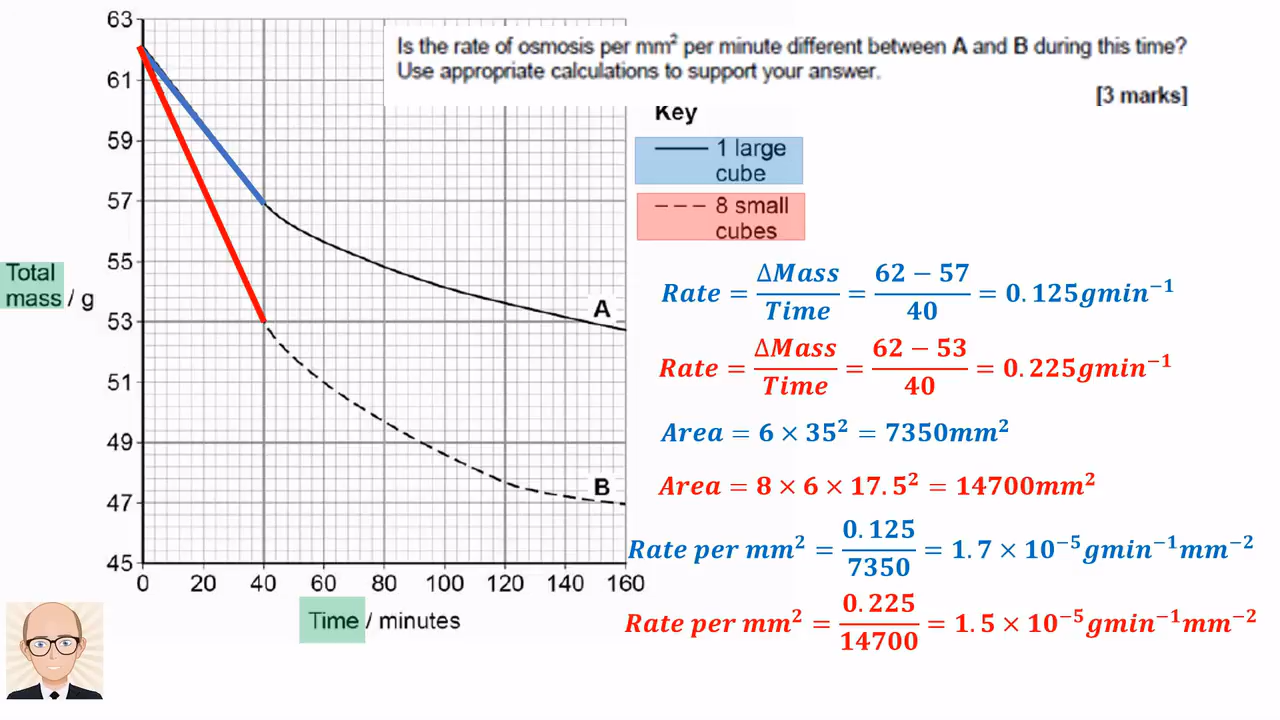 Is the rate of osmosis per mm² per minute different between A and B during this time?
Use appropriate calculations to support your answer.
[3 marks]
63
61
59
57
55
53
51
49
47
45
Total
mass / g
0 20 40 60 80 100 120 140 160
Time / minutes
A
B
Key
1 large
cube
8 small
cubes
Rate = ΔMass/Time = 62 − 57/40 = 0.125gmin⁻¹
Rate = ΔMass/Time = 62 − 53/40 = 0.225gmin⁻¹
Area = 6 × 35² = 7350mm²
Area = 8 × 6 × 17.5² = 14700mm²
Rate per mm² = 0.125/7350 = 1.7 × 10⁻⁵gmin⁻¹mm⁻²
Rate per mm² = 0.225/14700 = 1.5 × 10⁻⁵gmin⁻¹mm⁻²